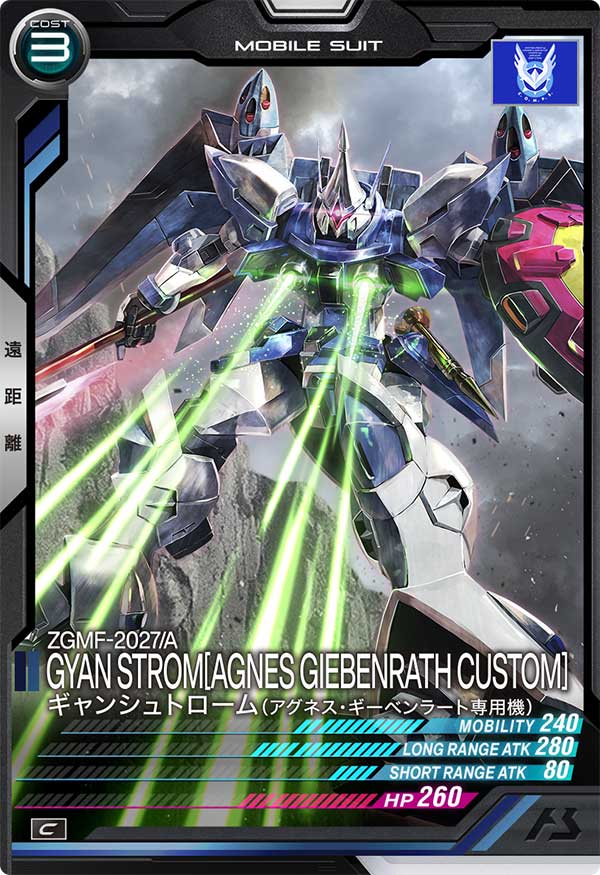 COST
3
MOBILE SUIT
C.O.M.P.S.
遠距離
ZGMF-2027/A
GYAN STROM[AGNES GIEBENRATH CUSTOM]
ギャンシュトローム(アグネス・ギーベンラート専用機)
MOBILITY 240
LONG RANGE ATK 280
SHORT RANGE ATK 80
HP 260
C